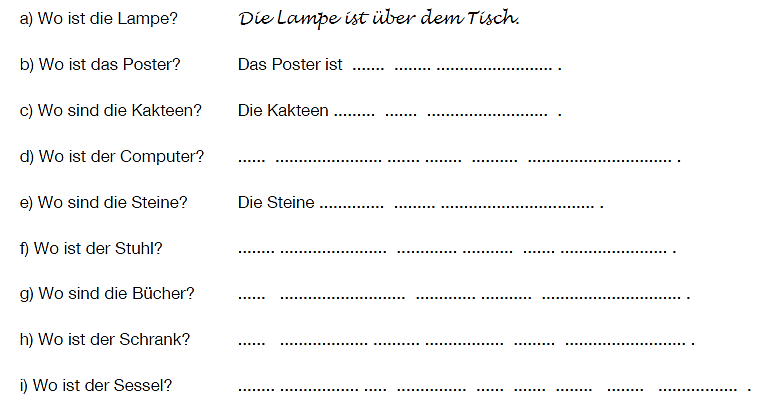 a) Wo ist die Lampe? Die Lampe ist über dem Tisch.
b) Wo ist das Poster? Das Poster ist ....... ........ ......................... .
c) Wo sind die Kakteen? Die Kakteen ......... ....... .......................... .
d) Wo ist der Computer? ...... ....................... ....... ........ .......... ............................... .
e) Wo sind die Steine? Die Steine .............. ......... ................................. .
f) Wo ist der Stuhl? ........ ....................... ............. ........... ....... ....................... .
g) Wo sind die Bücher? ...... ........................... ............. ........... .............................. .
h) Wo ist der Schrank? ...... ................... .......... ................. ......... .......................... .
i) Wo ist der Sessel? ........ ................. ..... ............... ...... ....... ........ ........ ................. .